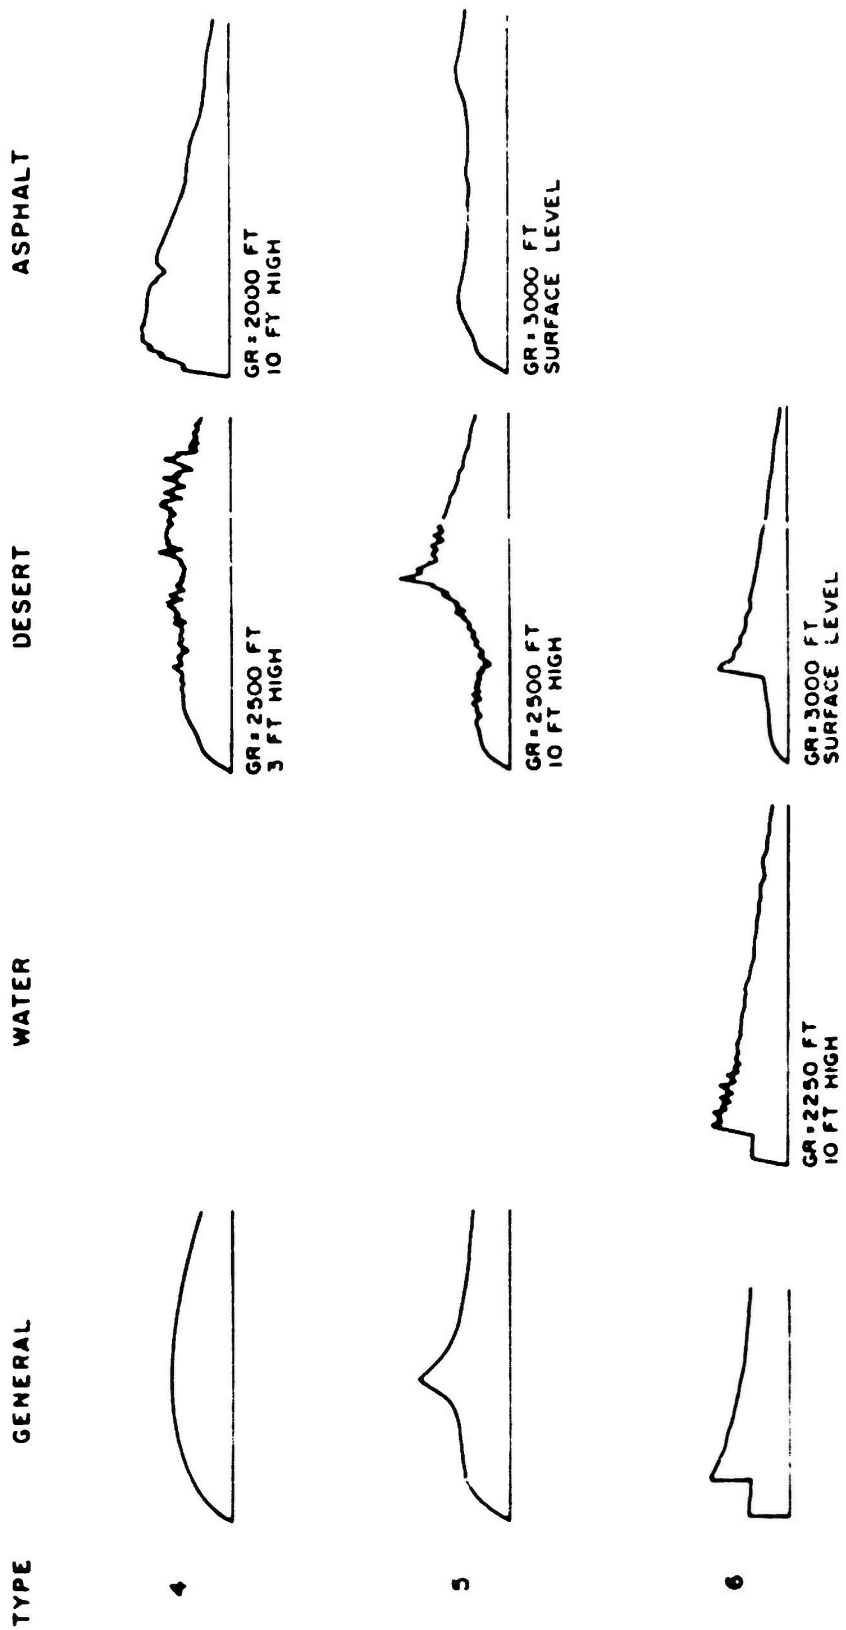 TYPE GENERAL WATER DESERT ASPHALT
4
GR=2500 FT
3 FT HIGH
GR=2000 FT
10 FT HIGH
5
GR=2500 FT
10 FT HIGH
GR=3000 FT
SURFACE LEVEL
6
GR=2250 FT
10 FT HIGH
GR=3000 FT
SURFACE LEVEL